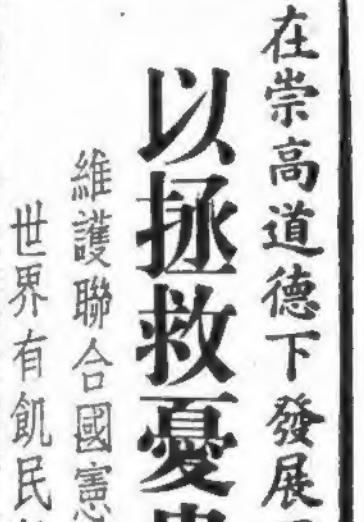 在崇高道德下發展
以拯救憂
維護聯合國憲
世界有飢民